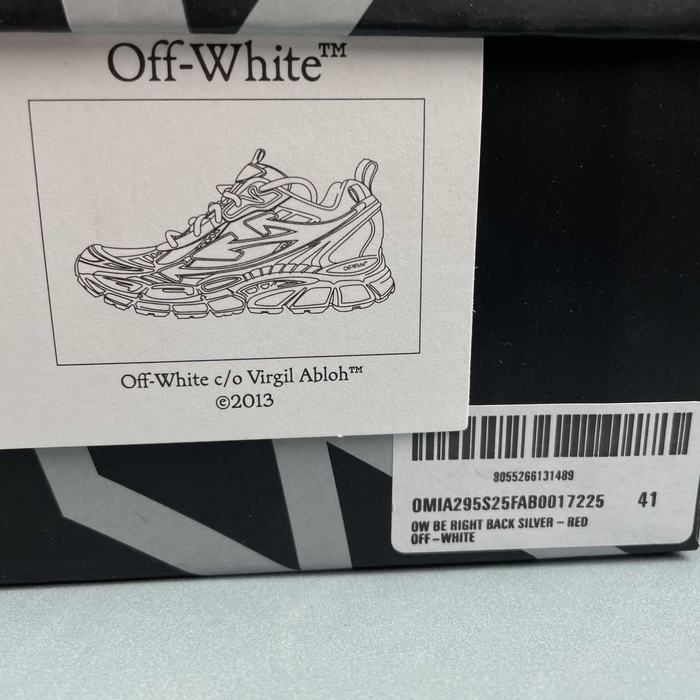 Off-White™
Off-White™
Off-White c/o Virgil Abloh™
©2013
8055266131489
OMIA295S25FAB0017225 41
OW BE RIGHT BACK SILVER - RED
OFF-WHITE